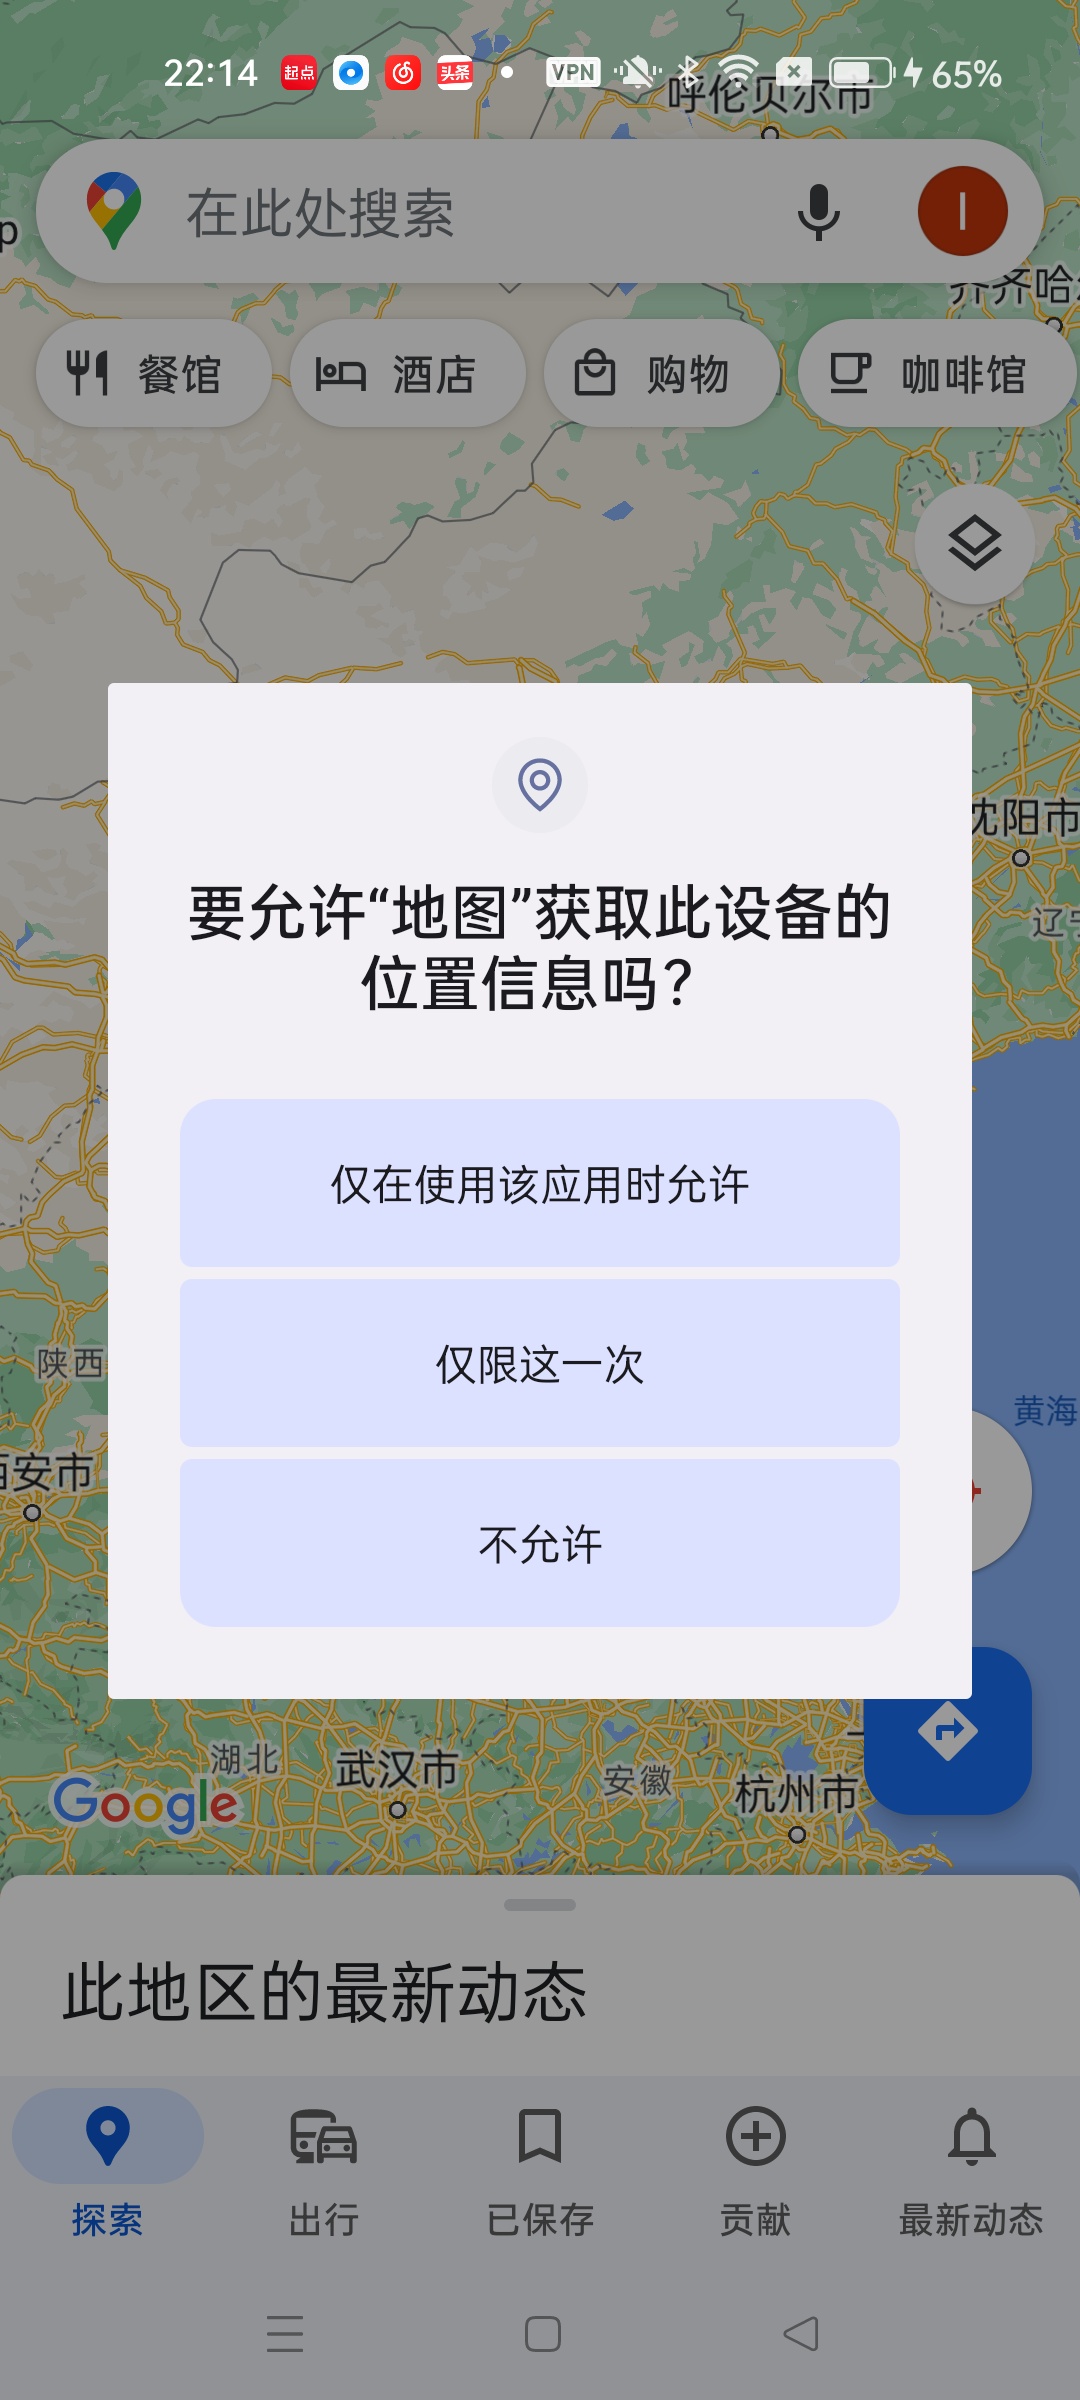 22:14 起点 头条 VPN 65%
呼伦贝尔市
在此处搜索
p
齐齐哈
餐馆 酒店 购物 咖啡馆
要允许“地图”获取此设备的
位置信息吗？
沈阳市
辽宁
仅在使用该应用时允许
仅限这一次
陕西
黄海
西安市
不允许
湖北 武汉市 安徽 杭州市
Google
此地区的最新动态
探索 出行 已保存 贡献 最新动态